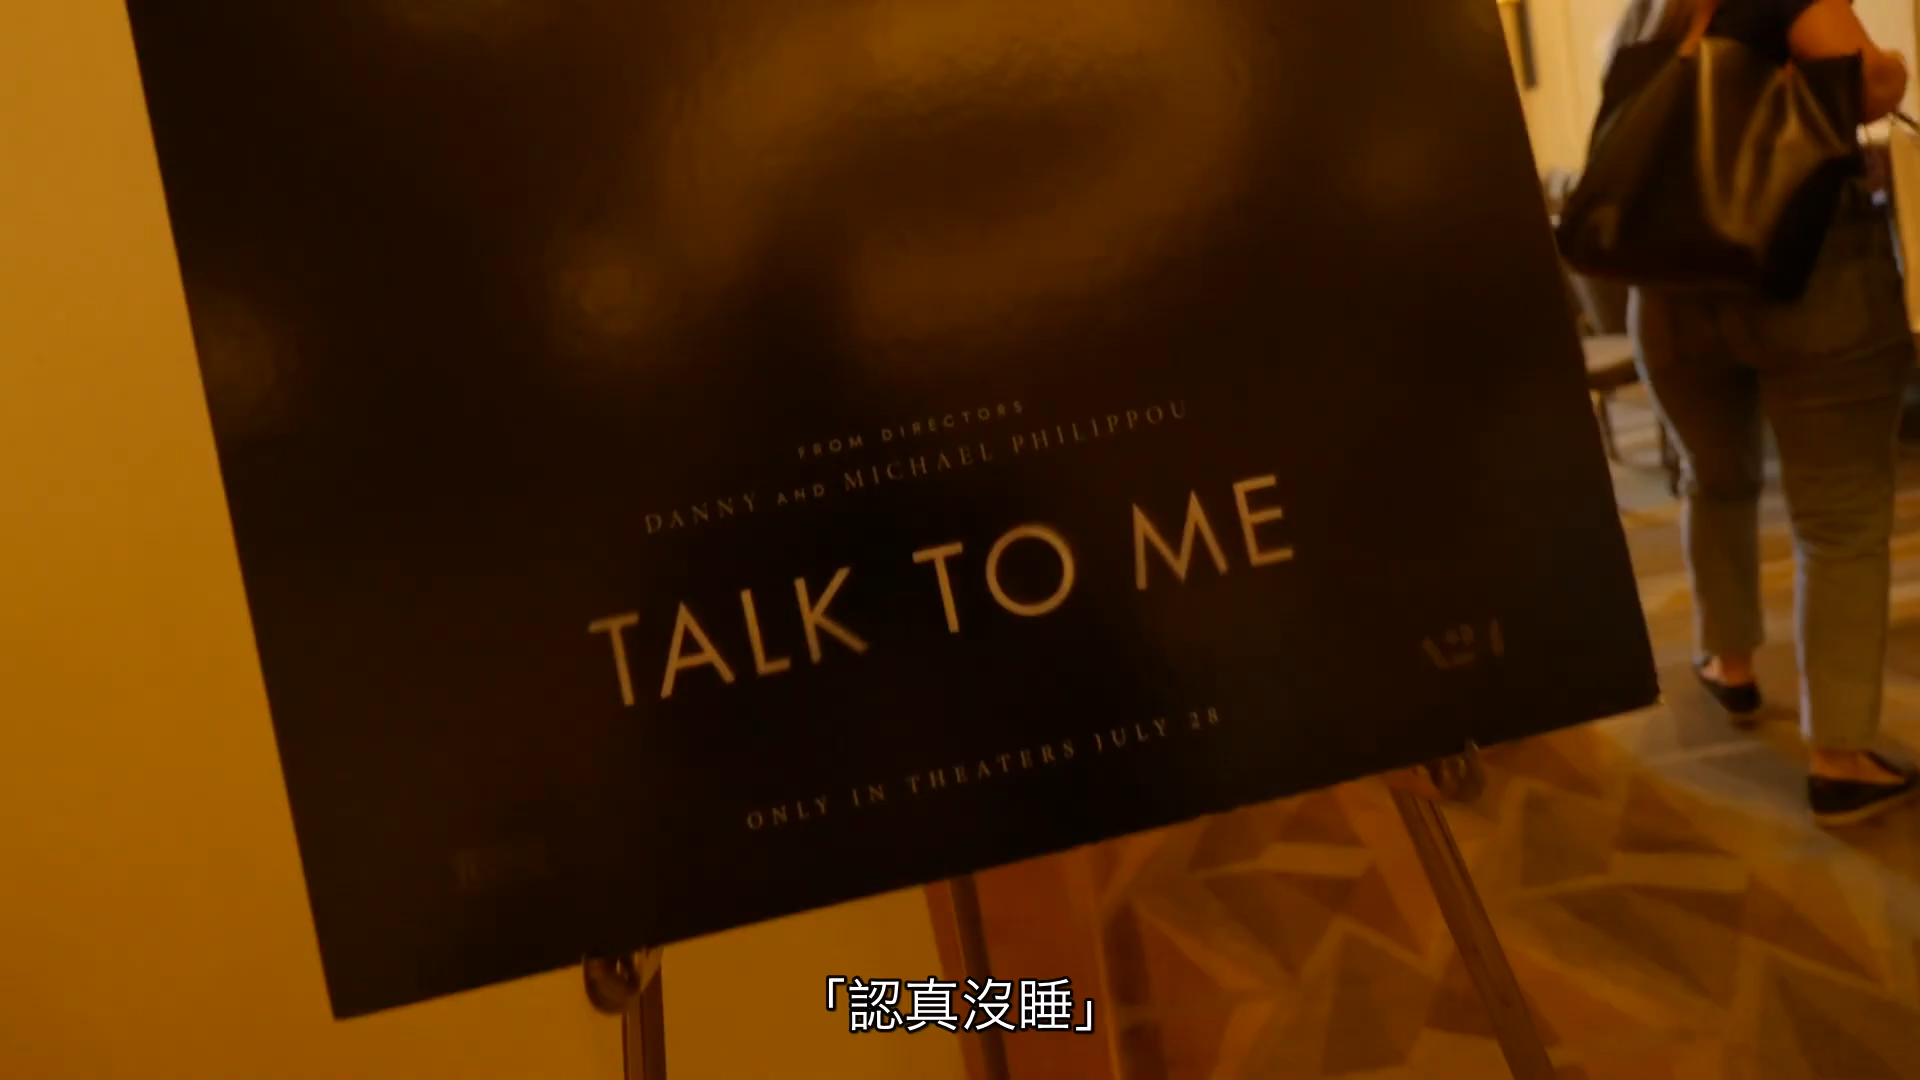 FROM DIRECTORS
DANNY AND MICHAEL PHILIPPOU
TALK TO ME
ONLY IN THEATERS JULY 28
「認真沒睡」